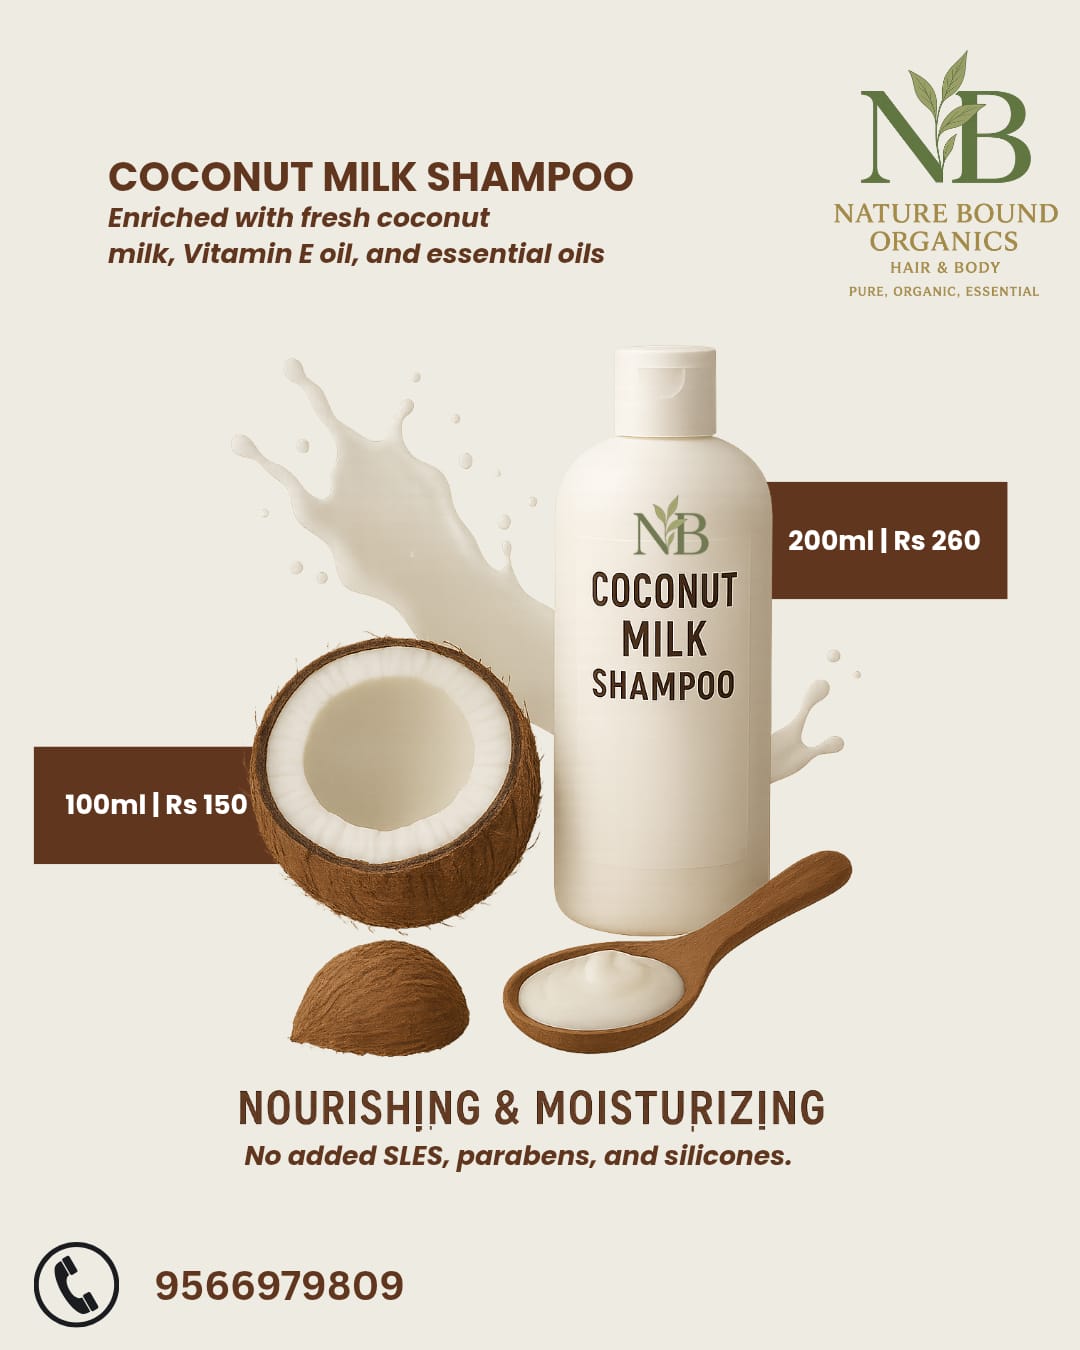 NB
NATURE BOUND
ORGANICS
HAIR & BODY
PURE, ORGANIC, ESSENTIAL
COCONUT MILK SHAMPOO
Enriched with fresh coconut
milk, Vitamin E oil, and essential oils
NB
COCONUT
MILK
SHAMPOO
200ml | Rs 260
100ml | Rs 150
NOURISHING & MOISTURIZING
No added SLES, parabens, and silicones.
9566979809